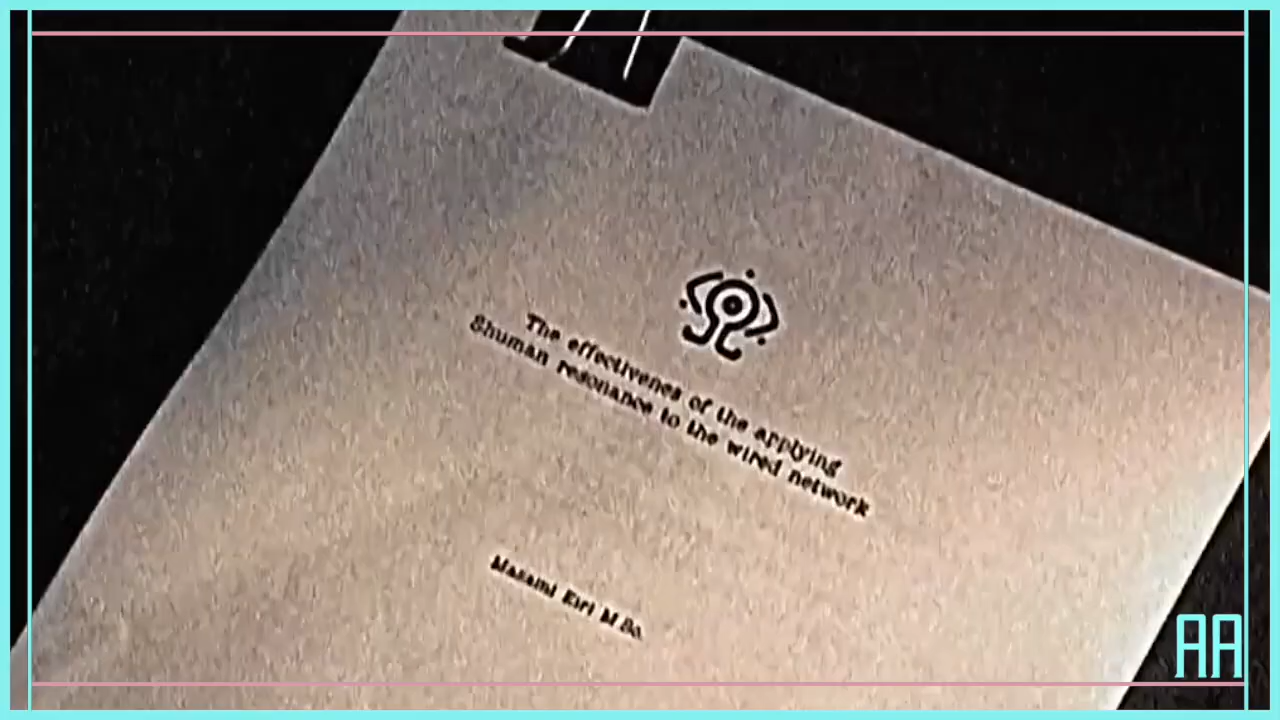 The effectivenes of the applying
Shuman resonance to the wired network
Masami Eiri M.Sc.
AA